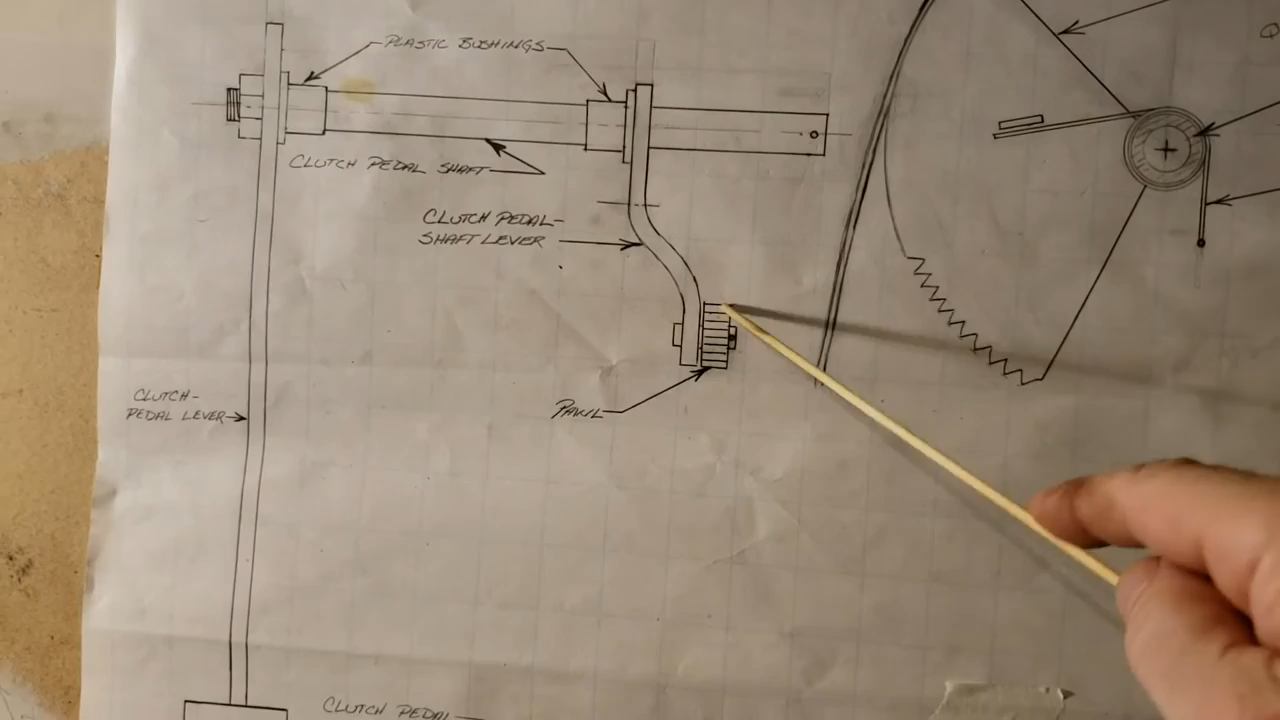 PLASTIC BUSHINGS
CLUTCH PEDAL SHAFT
CLUTCH PEDAL-
SHAFT LEVER
CLUTCH-
PEDAL LEVER
PAWL
CLUTCH PEDAL